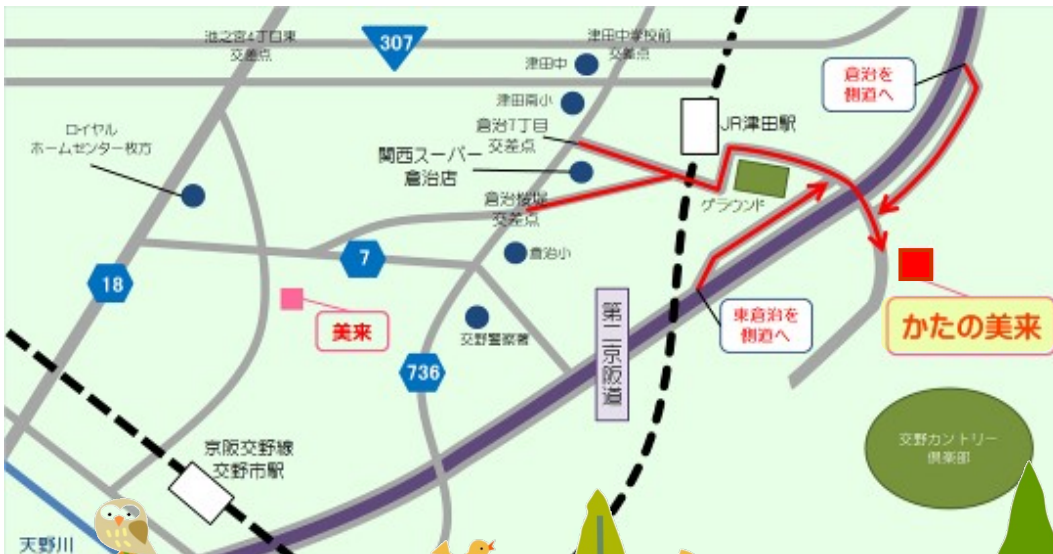 池之宮4丁目東
交差点
307
津田中学校前
交差点
津田中
倉治を
側道へ
津田南小
ロイヤル
ホームセンター枚方
倉治1丁目
交差点
JR津田駅
関西スーパー
倉治店
グラウンド
倉治桜堤
交差点
倉治小
7
18
美来
東倉治を
側道へ
かたの美来
第二京阪道
交野警察署
736
京阪交野線
交野市駅
交野カントリー
倶楽部
天野川